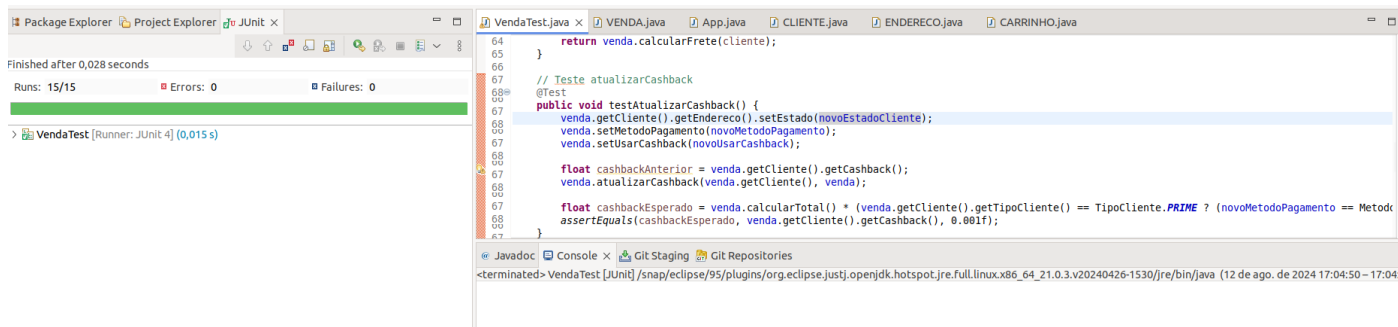 Package Explorer Project Explorer JUnit ×
Finished after 0,028 seconds
Runs: 15/15 Errors: 0 Failures: 0
VendaTest [Runner: JUnit 4] (0,015 s)
VendaTest.java × VENDA.java App.java CLIENTE.java ENDERECO.java CARRINHO.java
64 return venda.calcularFrete(cliente);
65 }
66
67 // Teste atualizarCashback
68 @Test
66 public void testAtualizarCashback() {
67 venda.getCliente().getEndereco().setEstado(novoEstadoCliente);
68 venda.setMetodoPagamento(novoMetodoPagamento);
67 venda.setUsarCashback(novoUsarCashback);
68
67 float cashbackAnterior = venda.getCliente().getCashback();
68 venda.atualizarCashback(venda.getCliente(), venda);
67 float cashbackEsperado = venda.calcularTotal() * (venda.getCliente().getTipoCliente() == TipoCliente.PRIME ? (novoMetodoPagamento == Metodo
68 assertEquals(cashbackEsperado, venda.getCliente().getCashback(), 0.001f);
67 }
Javadoc Console × Git Staging Git Repositories
<terminated> VendaTest [JUnit] /snap/eclipse/95/plugins/org.eclipse.justj.openjdk.hotspot.jre.full.linux.x86_64_21.0.3.v20240426-1530/jre/bin/java (12 de ago. de 2024 17:04:50 – 17:04